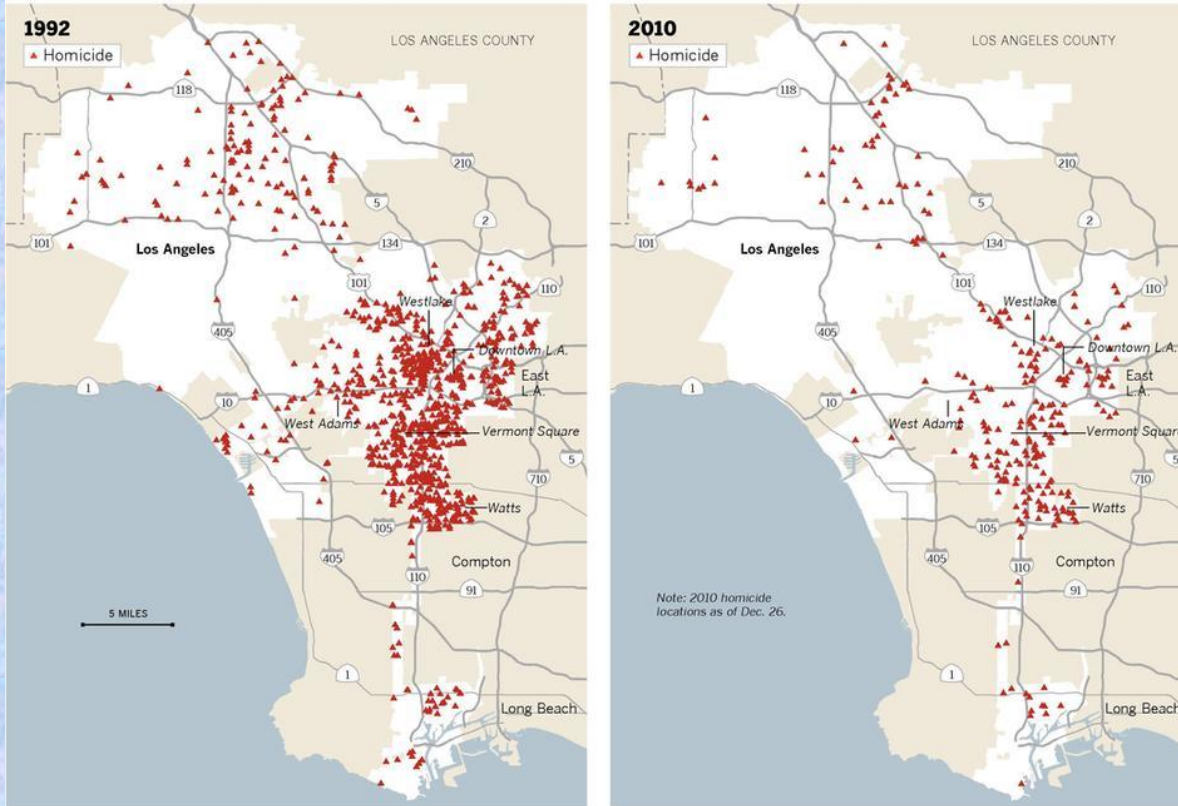 1992
Homicide
LOS ANGELES COUNTY
118
210
5
2
101
134
Los Angeles
101
110
Westlake
405
Downtown L.A.
East
L.A.
1
10
West Adams
Vermont Square
5
710
Watts
105
405
Compton
110
91
5 MILES
1
Long Beach
2010
Homicide
LOS ANGELES COUNTY
118
210
5
2
101
134
Los Angeles
101
110
Westlake
405
Downtown L.A.
East
L.A.
1
10
West Adams
Vermont Square
5
710
Watts
105
405
Compton
110
91
Note: 2010 homicide
locations as of Dec. 26.
1
Long Beach